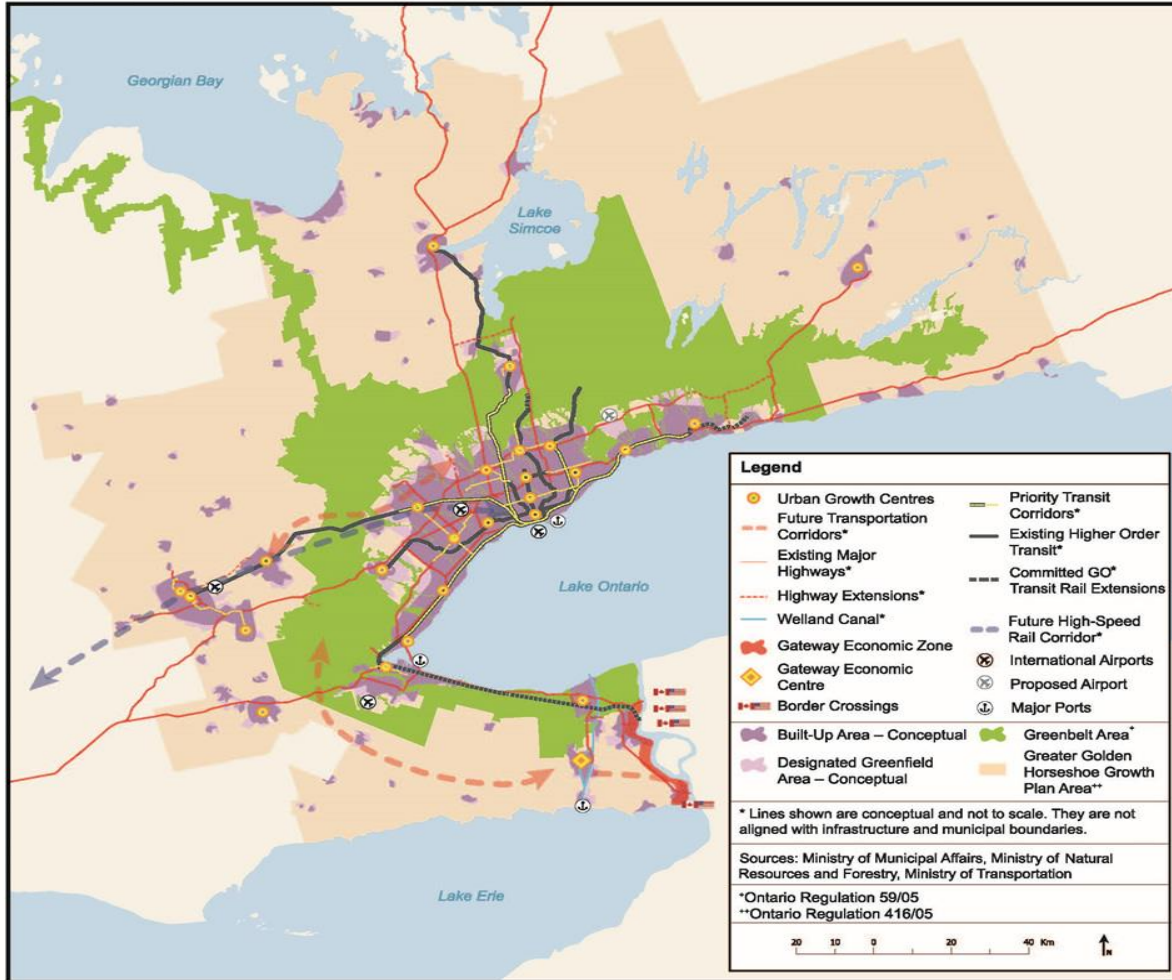 Georgian Bay
Lake
Simcoe
Lake Ontario
Lake Erie
Legend
Urban Growth Centres
Future Transportation
Corridors*
Existing Major
Highways*
Highway Extensions*
Welland Canal*
Gateway Economic Zone
Gateway Economic
Centre
Border Crossings
Priority Transit
Corridors*
Existing Higher Order
Transit*
Committed GO*
Transit Rail Extensions
Future High-Speed
Rail Corridor*
International Airports
Proposed Airport
Major Ports
Built-Up Area – Conceptual
Designated Greenfield
Area – Conceptual
Greenbelt Area+
Greater Golden
Horseshoe Growth
Plan Area++
* Lines shown are conceptual and not to scale. They are not
aligned with infrastructure and municipal boundaries.
Sources: Ministry of Municipal Affairs, Ministry of Natural
Resources and Forestry, Ministry of Transportation
+Ontario Regulation 59/05
++Ontario Regulation 416/05
20 10 0 20 40 Km
N